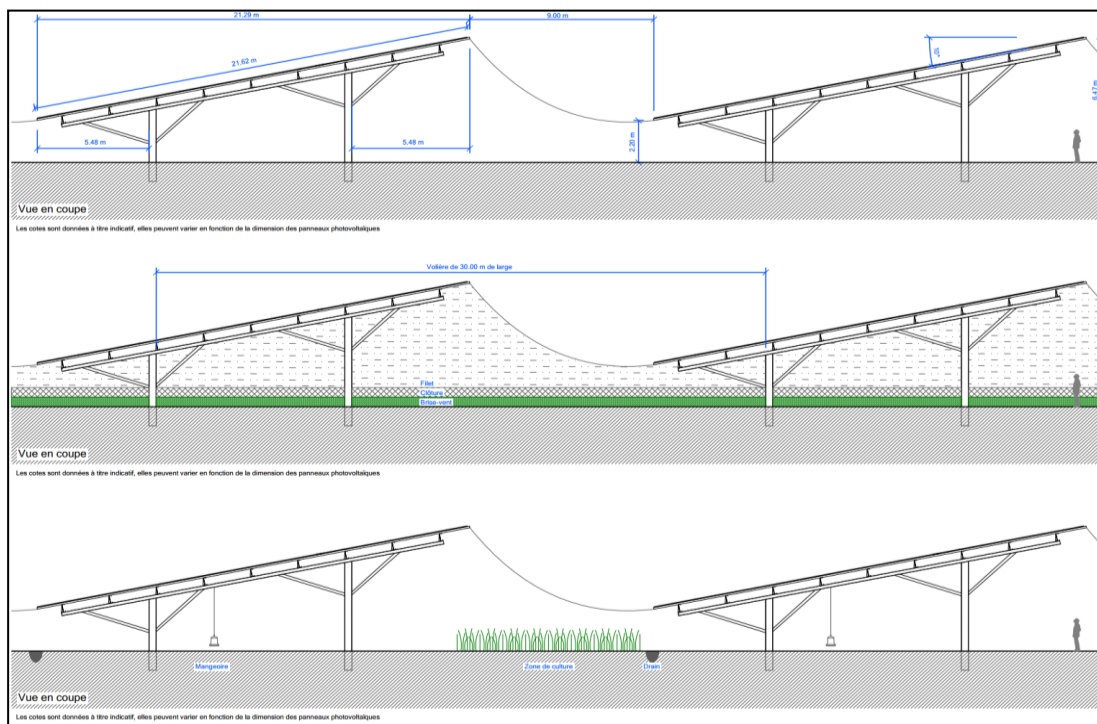 21.29 m
9.00 m
21.62 m
10°
6.47 m
5.48 m
5.48 m
2.20 m
Vue en coupe
Les cotes sont données à titre indicatif, elles peuvent varier en fonction de la dimension des panneaux photovoltaïques
Volière de 30.00 m de large
Filet
Clôture
Brise-vent
Vue en coupe
Les cotes sont données à titre indicatif, elles peuvent varier en fonction de la dimension des panneaux photovoltaïques
Mangeoire
Zone de culture
Drain
Vue en coupe
Les cotes sont données à titre indicatif, elles peuvent varier en fonction de la dimension des panneaux photovoltaïques